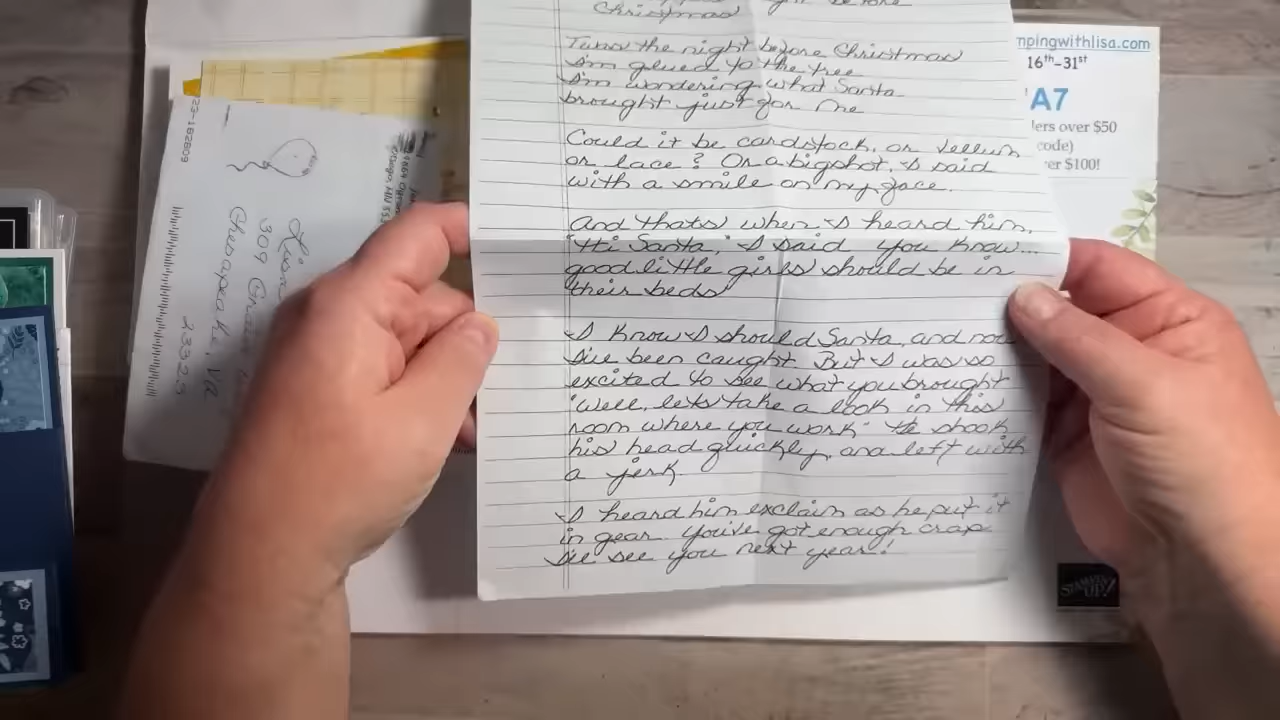 Christmas
Twas the night before Christmas
I'm glued to the tree
I'm wondering what Santa
brought just for me
Could it be cardstock, or vellum
or lace? Or a bigshot, I said
with a smile on my face.
And thats when I heard him,
"Hi Santa," I said you know...
good little girls should be in
their beds
I know I should Santa, and now
I've been caught. But I was so
excited to see what you brought
"Well, lets take a look in this
room where you work" He shook
his head quickly, and left with
a jerk.
I heard him exclaim as he put it
in gear. You've got enough crap
I'll see you next year!
mpingwithlisa.com
16th-31st
A7
ers over $50
code)
er $100!
STAMPIN' UP!
23-182809
309
Chesapeake, VA
23323